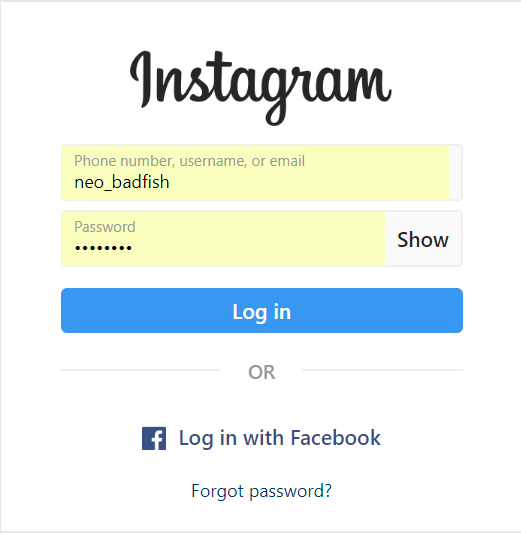 Instagram
Phone number, username, or email
neo_badfish
Password
••••••••
Show
Log in
OR
Log in with Facebook
Forgot password?